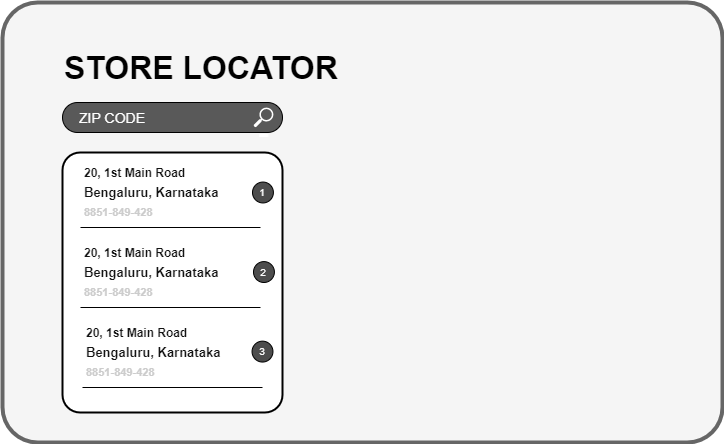 STORE LOCATOR
ZIP CODE
20, 1st Main Road
Bengaluru, Karnataka
1
8851-849-428
20, 1st Main Road
Bengaluru, Karnataka
2
8851-849-428
20, 1st Main Road
Bengaluru, Karnataka
3
8851-849-428